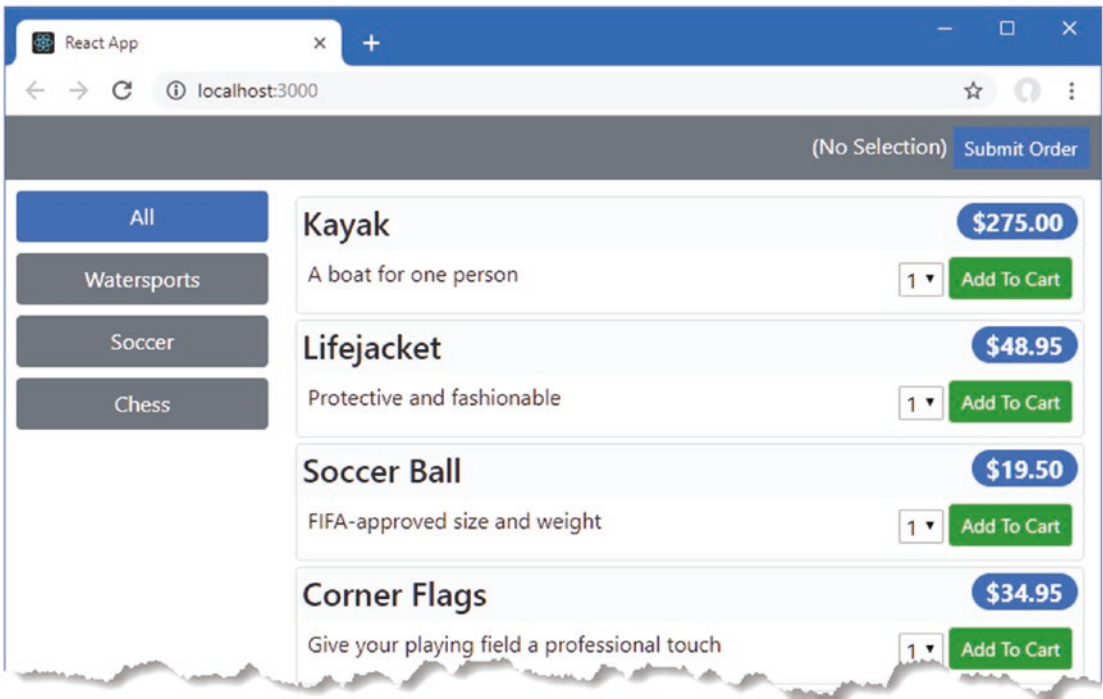 React App
localhost:3000
(No Selection) Submit Order
All
Watersports
Soccer
Chess
Kayak $275.00
A boat for one person 1 Add To Cart
Lifejacket $48.95
Protective and fashionable 1 Add To Cart
Soccer Ball $19.50
FIFA-approved size and weight 1 Add To Cart
Corner Flags $34.95
Give your playing field a professional touch 1 Add To Cart